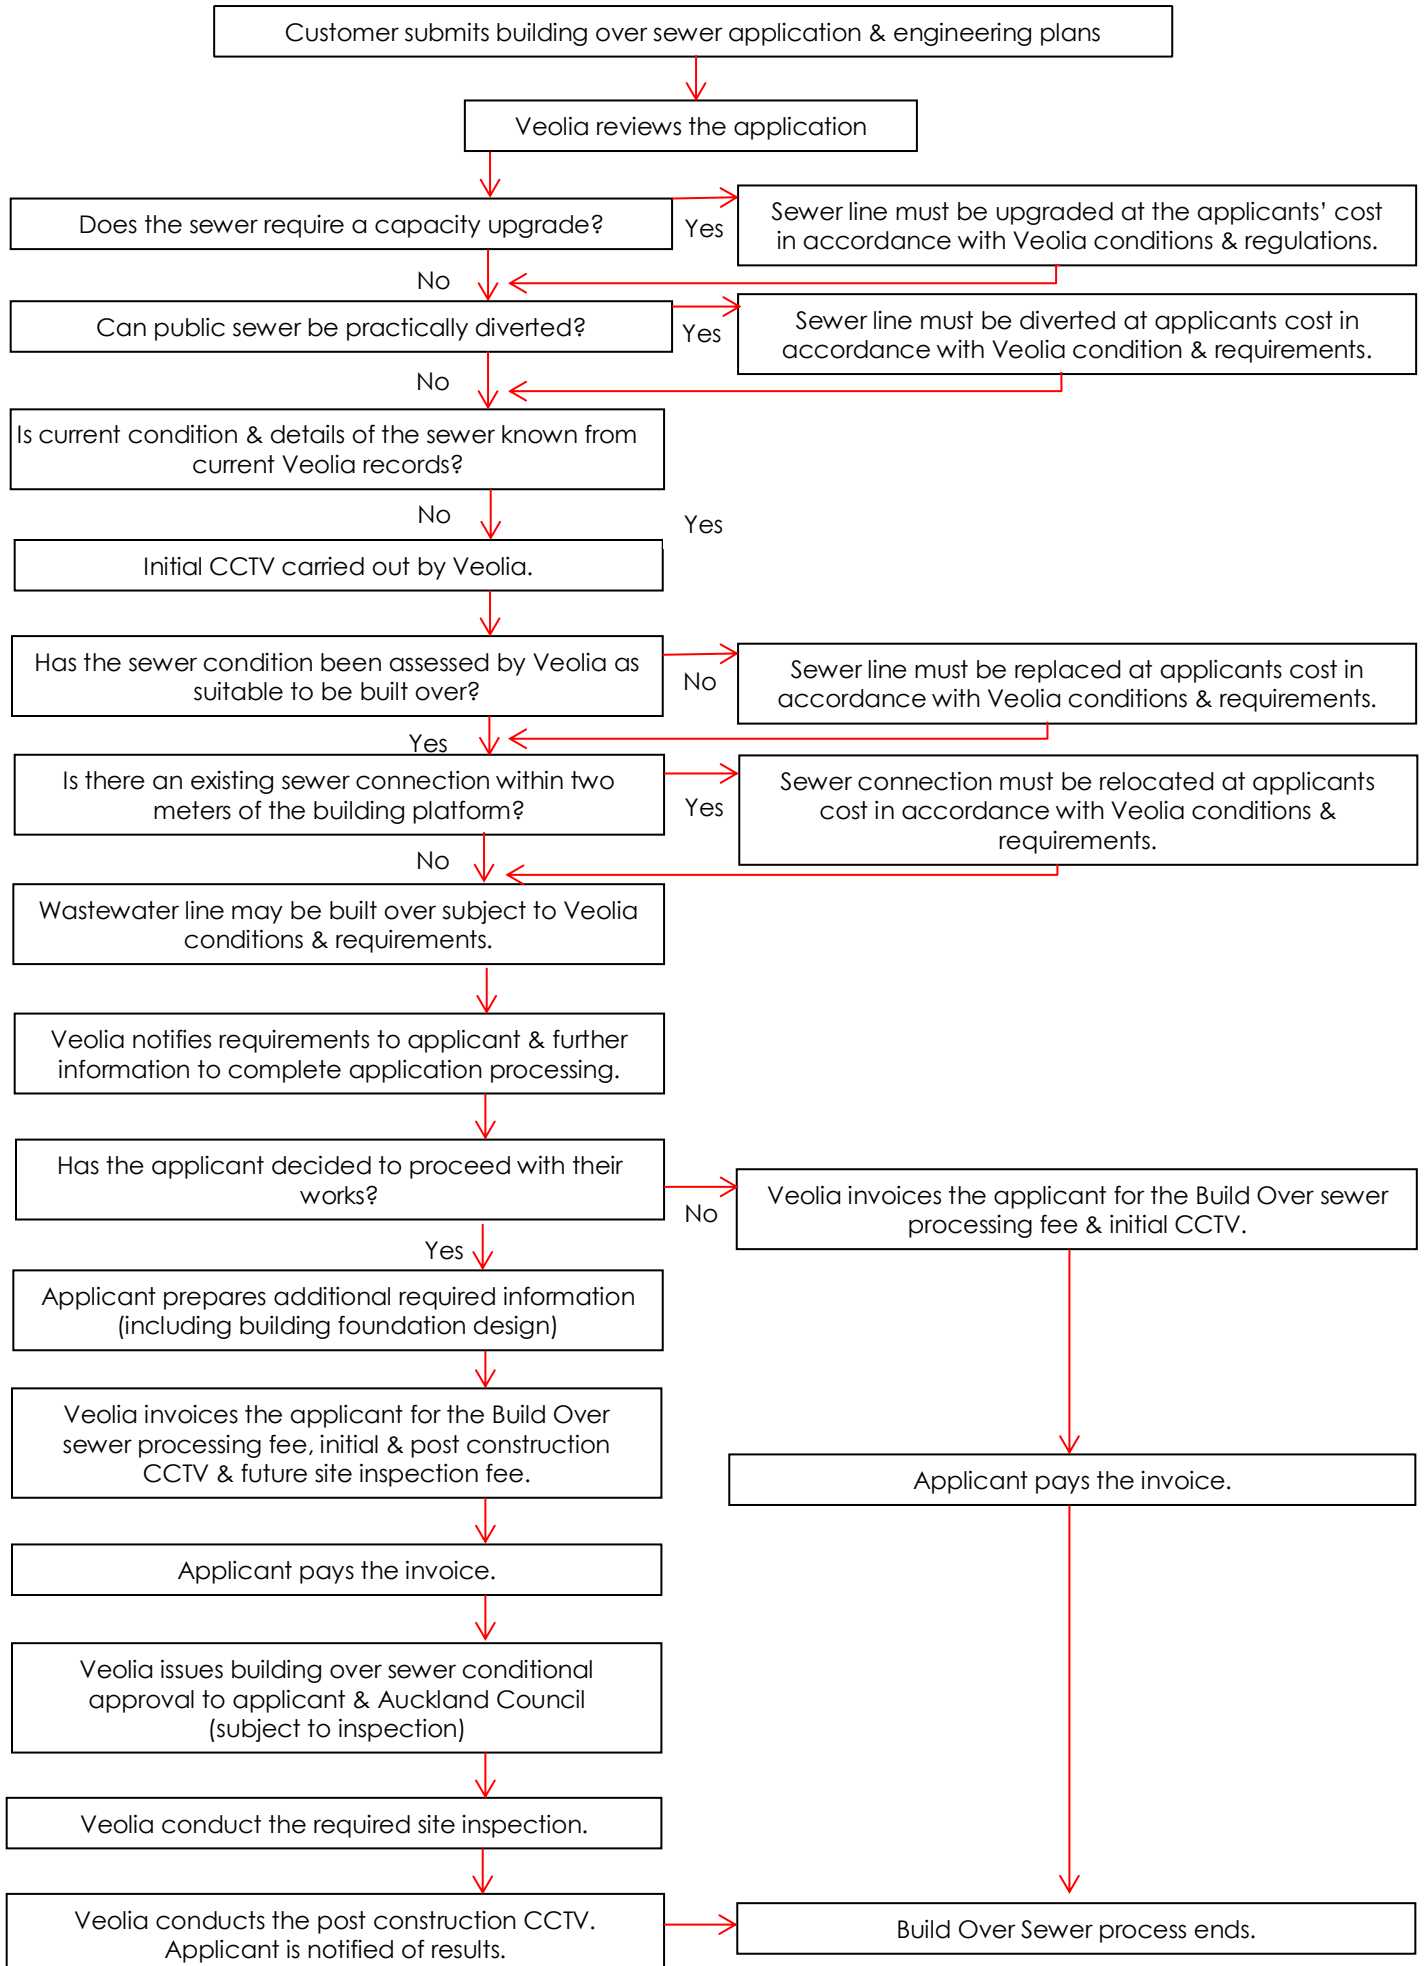 Customer submits building over sewer application & engineering plans
Veolia reviews the application
Does the sewer require a capacity upgrade?
Yes
Sewer line must be upgraded at the applicants’ cost
in accordance with Veolia conditions & regulations.
No
Can public sewer be practically diverted?
Yes
Sewer line must be diverted at applicants cost in
accordance with Veolia condition & requirements.
No
Is current condition & details of the sewer known from
current Veolia records?
No
Yes
Initial CCTV carried out by Veolia.
Has the sewer condition been assessed by Veolia as
suitable to be built over?
No
Sewer line must be replaced at applicants cost in
accordance with Veolia conditions & requirements.
Yes
Is there an existing sewer connection within two
meters of the building platform?
Yes
Sewer connection must be relocated at applicants
cost in accordance with Veolia conditions &
requirements.
No
Wastewater line may be built over subject to Veolia
conditions & requirements.
Veolia notifies requirements to applicant & further
information to complete application processing.
Has the applicant decided to proceed with their
works?
No
Veolia invoices the applicant for the Build Over sewer
processing fee & initial CCTV.
Yes
Applicant prepares additional required information
(including building foundation design)
Veolia invoices the applicant for the Build Over
sewer processing fee, initial & post construction
CCTV & future site inspection fee.
Applicant pays the invoice.
Applicant pays the invoice.
Veolia issues building over sewer conditional
approval to applicant & Auckland Council
(subject to inspection)
Veolia conduct the required site inspection.
Veolia conducts the post construction CCTV.
Applicant is notified of results.
Build Over Sewer process ends.